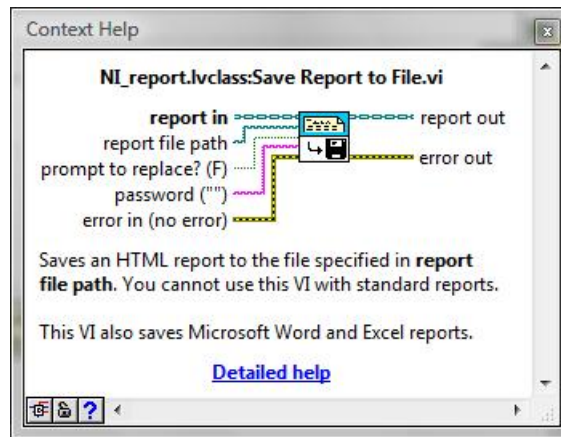 Context Help
NI_report.lvclass:Save Report to File.vi
report in
report out
report file path
prompt to replace? (F)
error out
password ("")
error in (no error)
Saves an HTML report to the file specified in report
file path. You cannot use this VI with standard reports.
This VI also saves Microsoft Word and Excel reports.
Detailed help
?